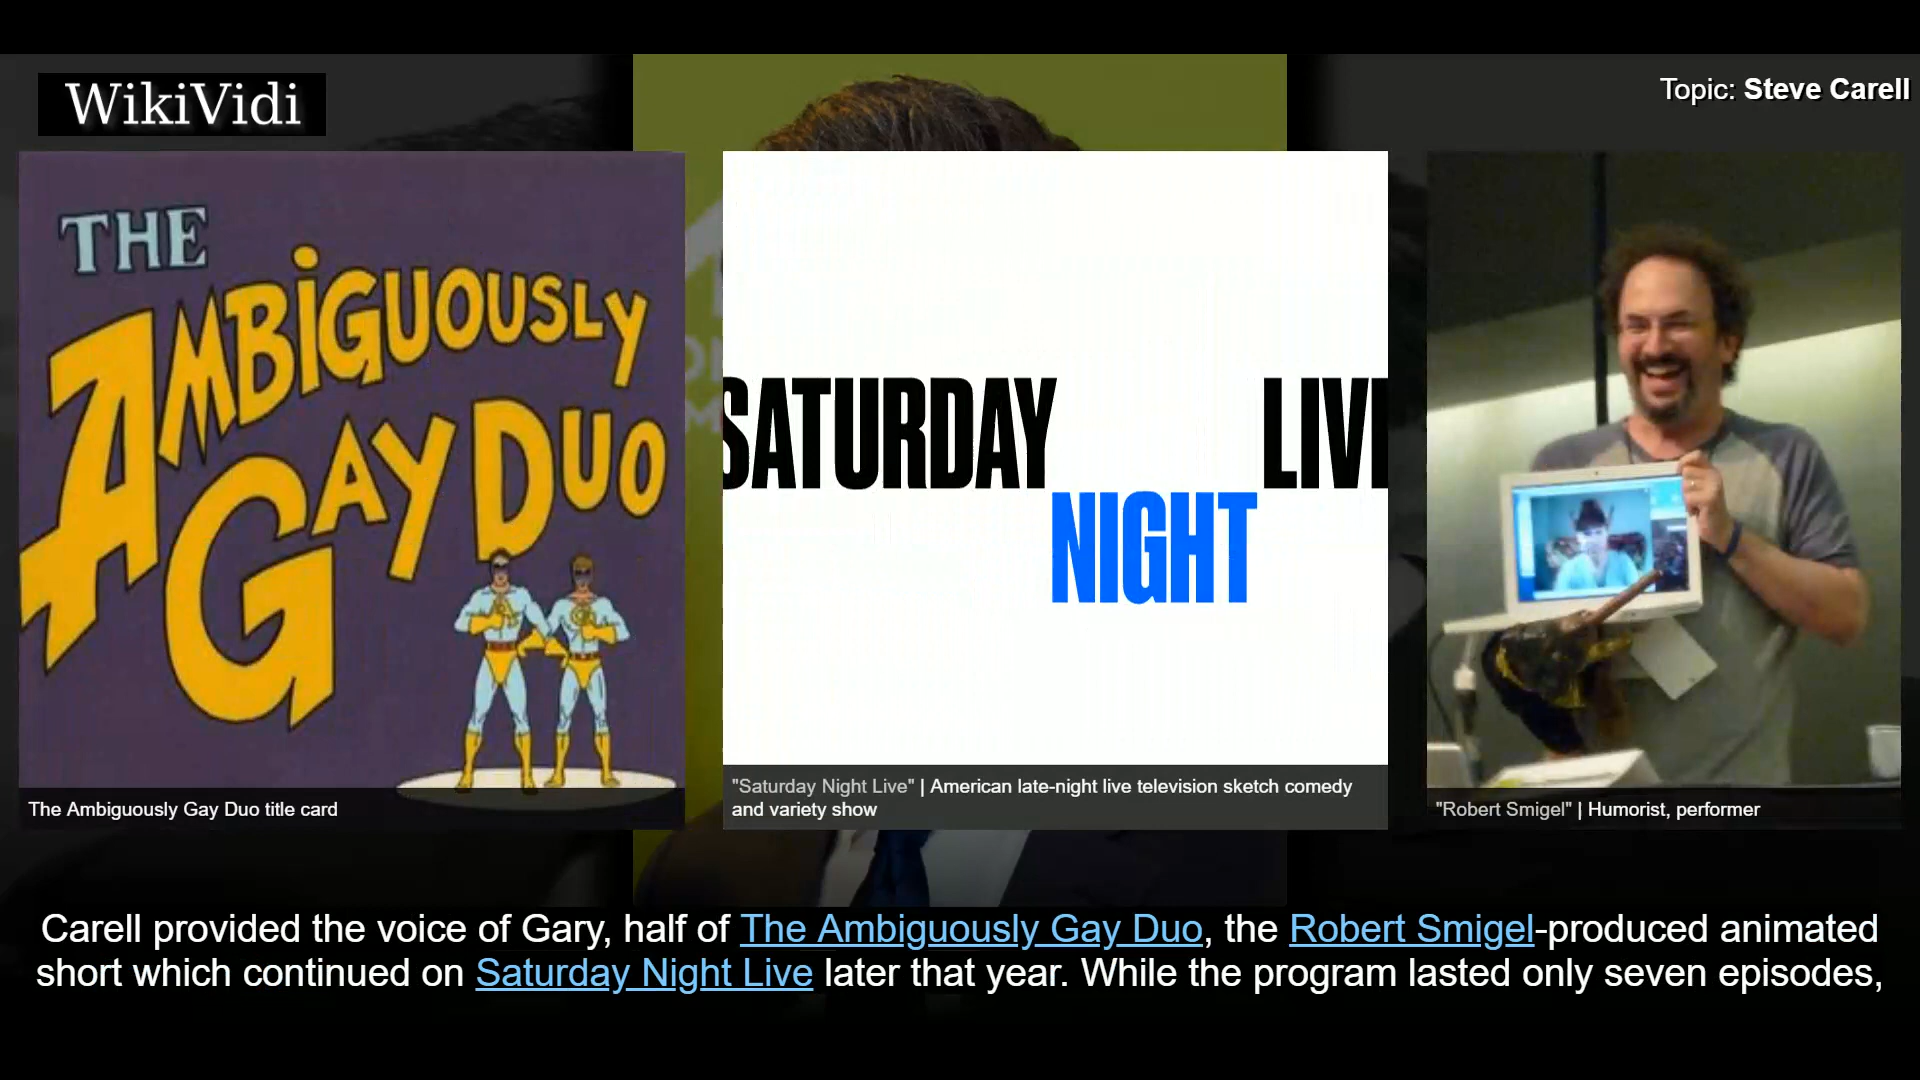 WikiVidi
Topic: Steve Carell
THE
AMBIGUOUSLY
GAY DUO
The Ambiguously Gay Duo title card
SATURDAY
NIGHT
LIVE
"Saturday Night Live" | American late-night live television sketch comedy
and variety show
"Robert Smigel" | Humorist, performer
Carell provided the voice of Gary, half of The Ambiguously Gay Duo, the Robert Smigel-produced animated
short which continued on Saturday Night Live later that year. While the program lasted only seven episodes,